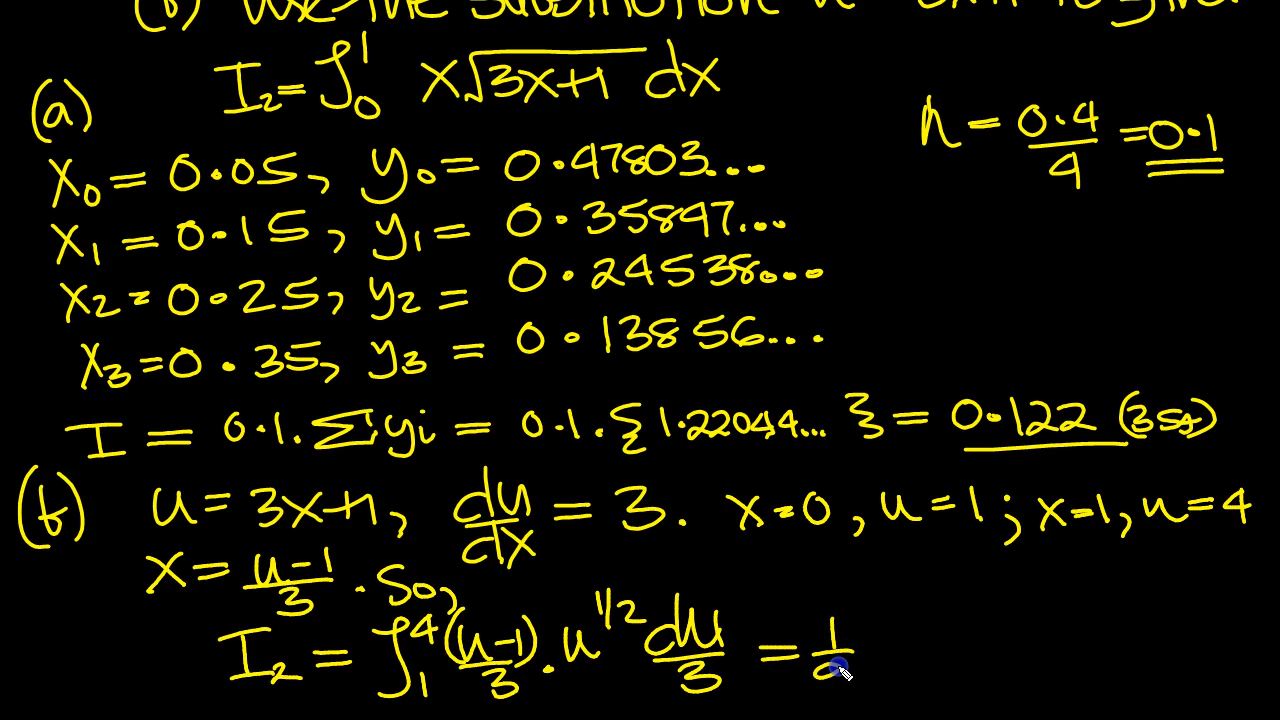 I₂ = ∫₀¹ x√(3x+1) dx
(a)
h = 0.4/4 = 0.1
x₀ = 0.05, y₀ = 0.47803...
x₁ = 0.15, y₁ = 0.35897...
x₂ = 0.25, y₂ = 0.24538...
x₃ = 0.35, y₃ = 0.13856...
I = 0.1. Σ yᵢ = 0.1. {1.22044...} = 0.122 (3sf)
(b) u = 3x+1, du/dx = 3. x=0, u=1; x=1, u=4
x = (u-1)/3. So,
I₂ = ∫₁⁴ (u-1)/3 . u^1/2 du/3 = 1/